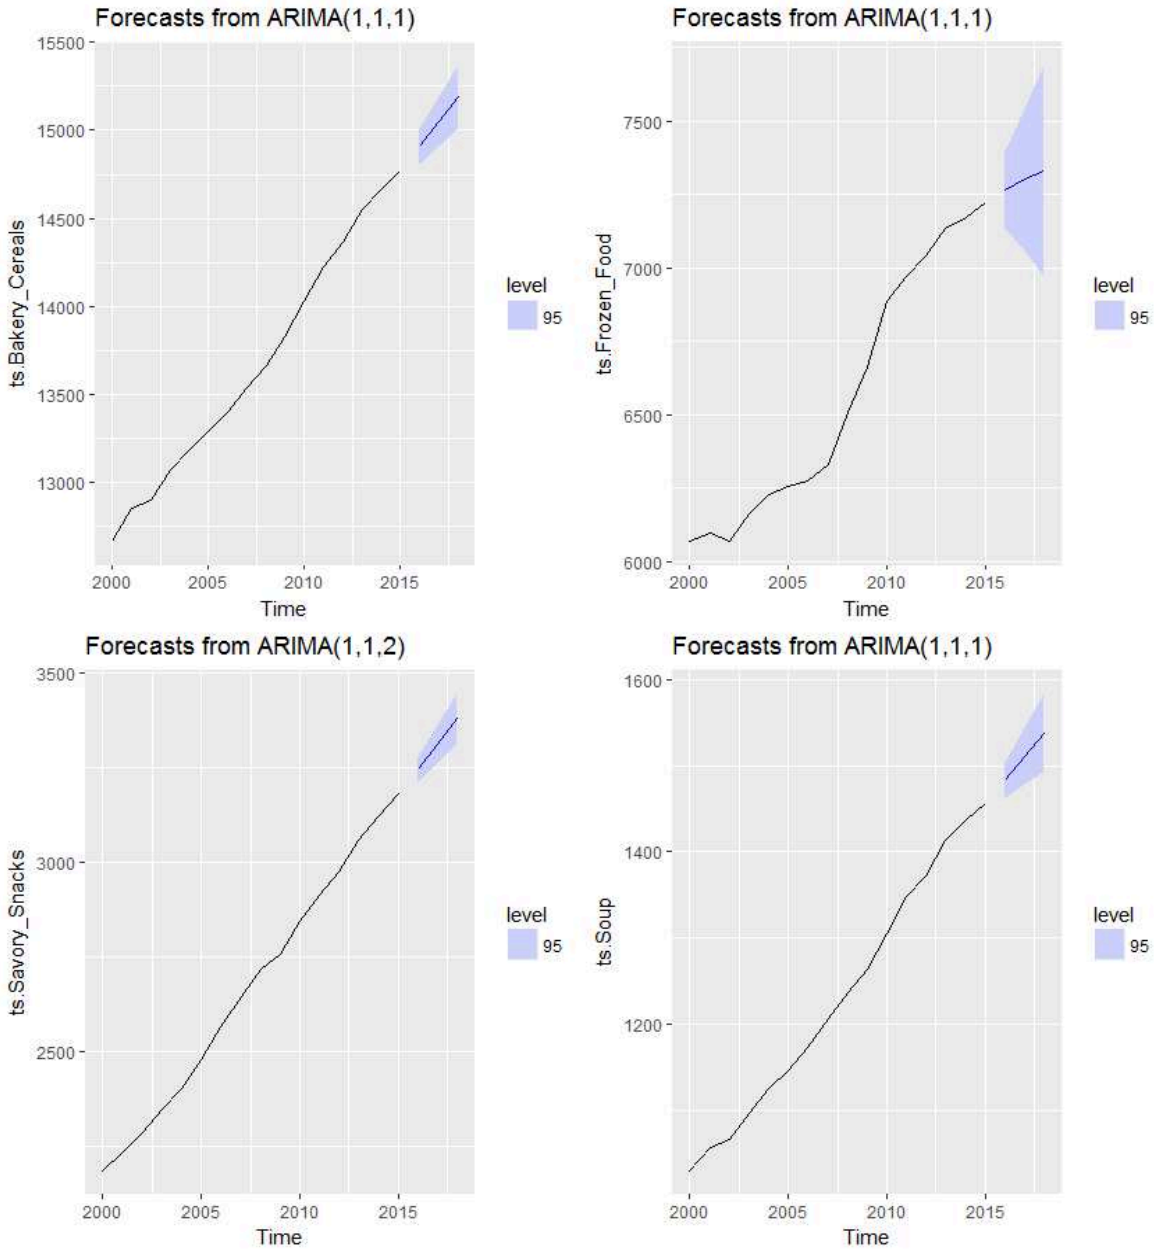 Forecasts from ARIMA(1,1,1)
15500
15000
14500
14000
13500
13000
ts.Bakery_Cereals
2000 2005 2010 2015
Time
level
95
Forecasts from ARIMA(1,1,1)
7500
7000
6500
6000
ts.Frozen_Food
2000 2005 2010 2015
Time
level
95
Forecasts from ARIMA(1,1,2)
3500
3000
2500
ts.Savory_Snacks
2000 2005 2010 2015
Time
level
95
Forecasts from ARIMA(1,1,1)
1600
1400
1200
ts.Soup
2000 2005 2010 2015
Time
level
95